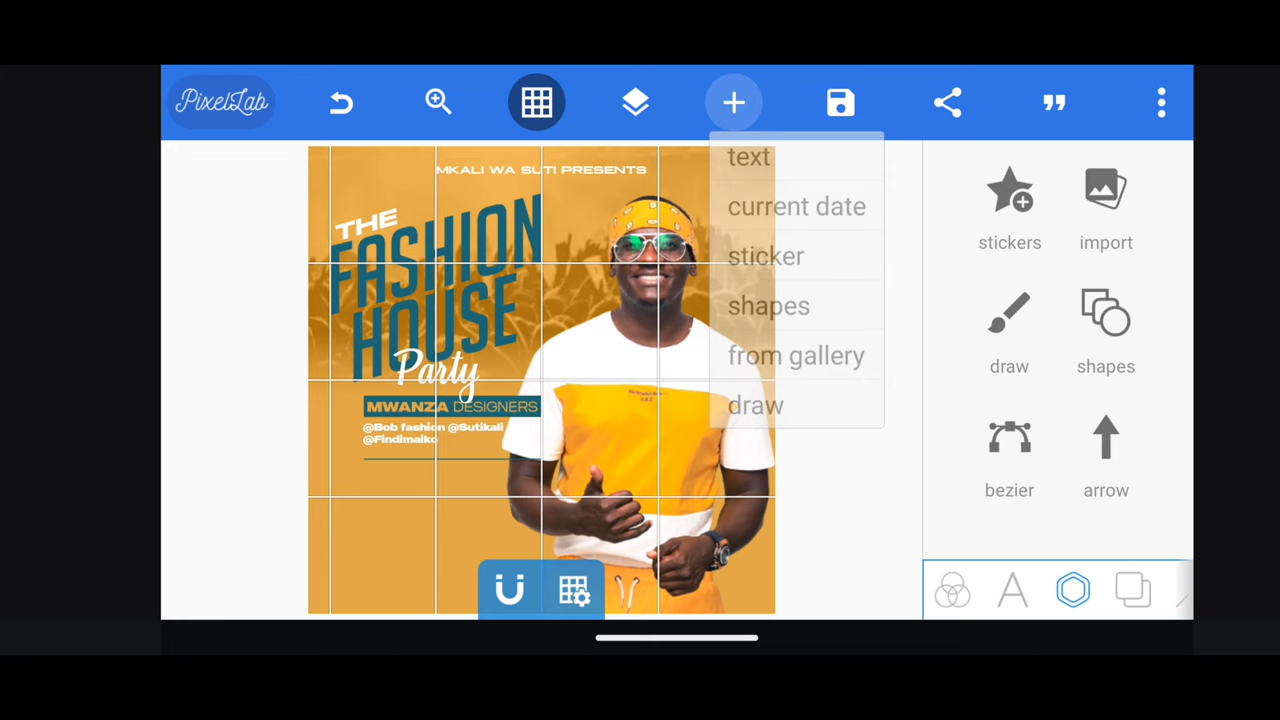 PixelLab
text
current date
sticker
shapes
from gallery
draw
MKALI WA SUTI PRESENTS
THE
FASHION
HOUSE
Party
MWANZA DESIGNERS
@Bob fashion @Sutikali
@Findimaiko
stickers
import
draw
shapes
bezier
arrow